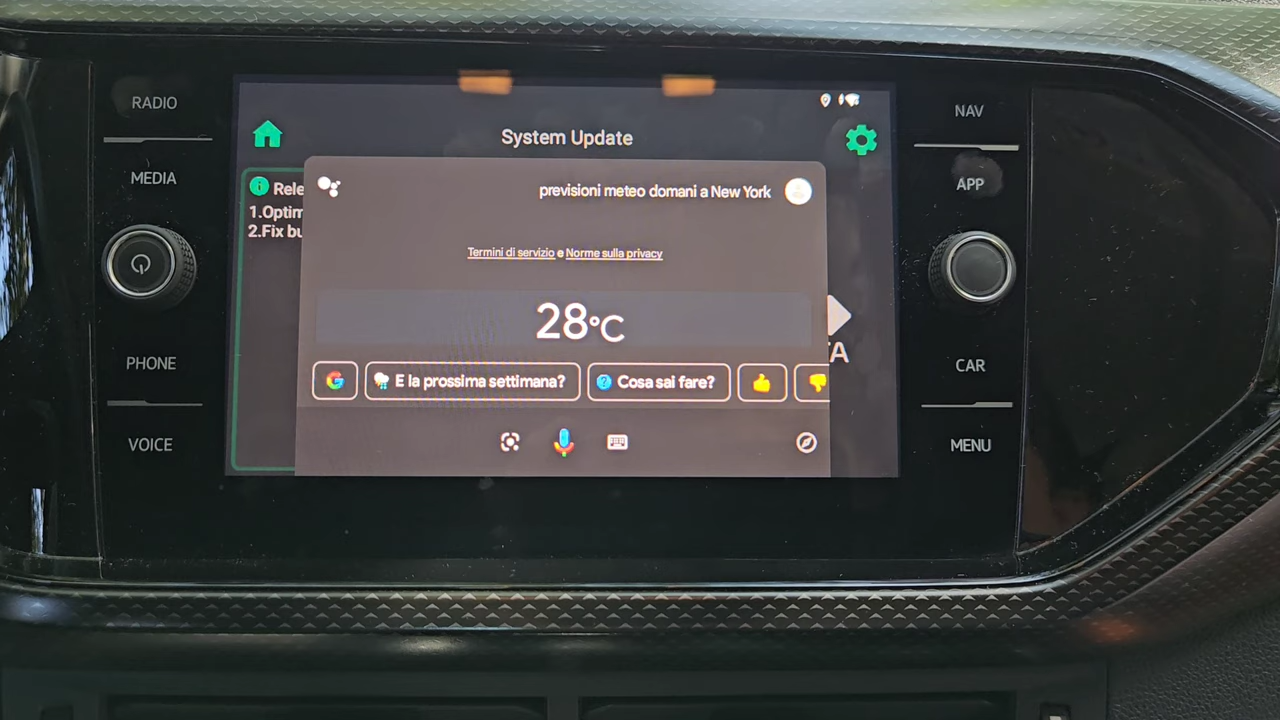 RADIO
MEDIA
PHONE
VOICE
System Update
Rele
1.Optim
2.Fix bu
previsioni meteo domani a New York
Termini di servizio e Norme sulla privacy
28°C
G
E la prossima settimana?
? Cosa sai fare?
TA
NAV
APP
CAR
MENU